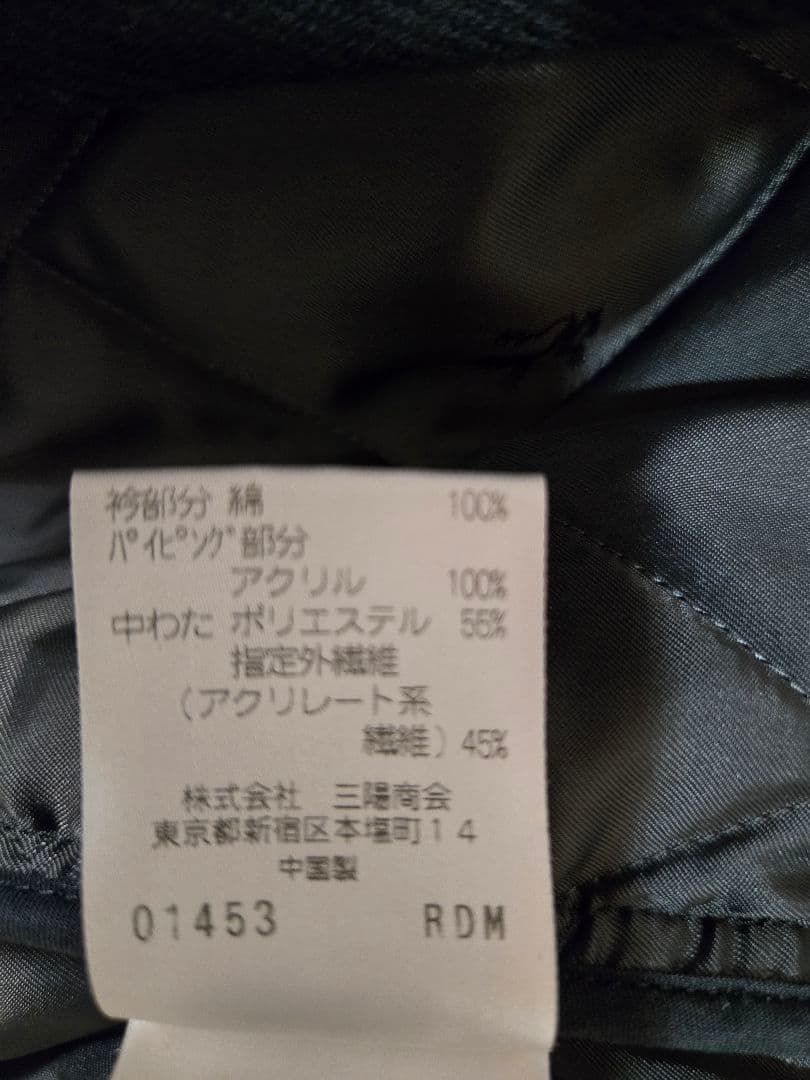 衿部分 綿 100%
ﾊﾟｲﾋﾟﾝｸﾞ部分
アクリル 100%
中わた ポリエステル 55%
指定外繊維
(アクリレート系
繊維) 45%
株式会社 三陽商会
東京都新宿区本塩町14
中国製
01453 RDM